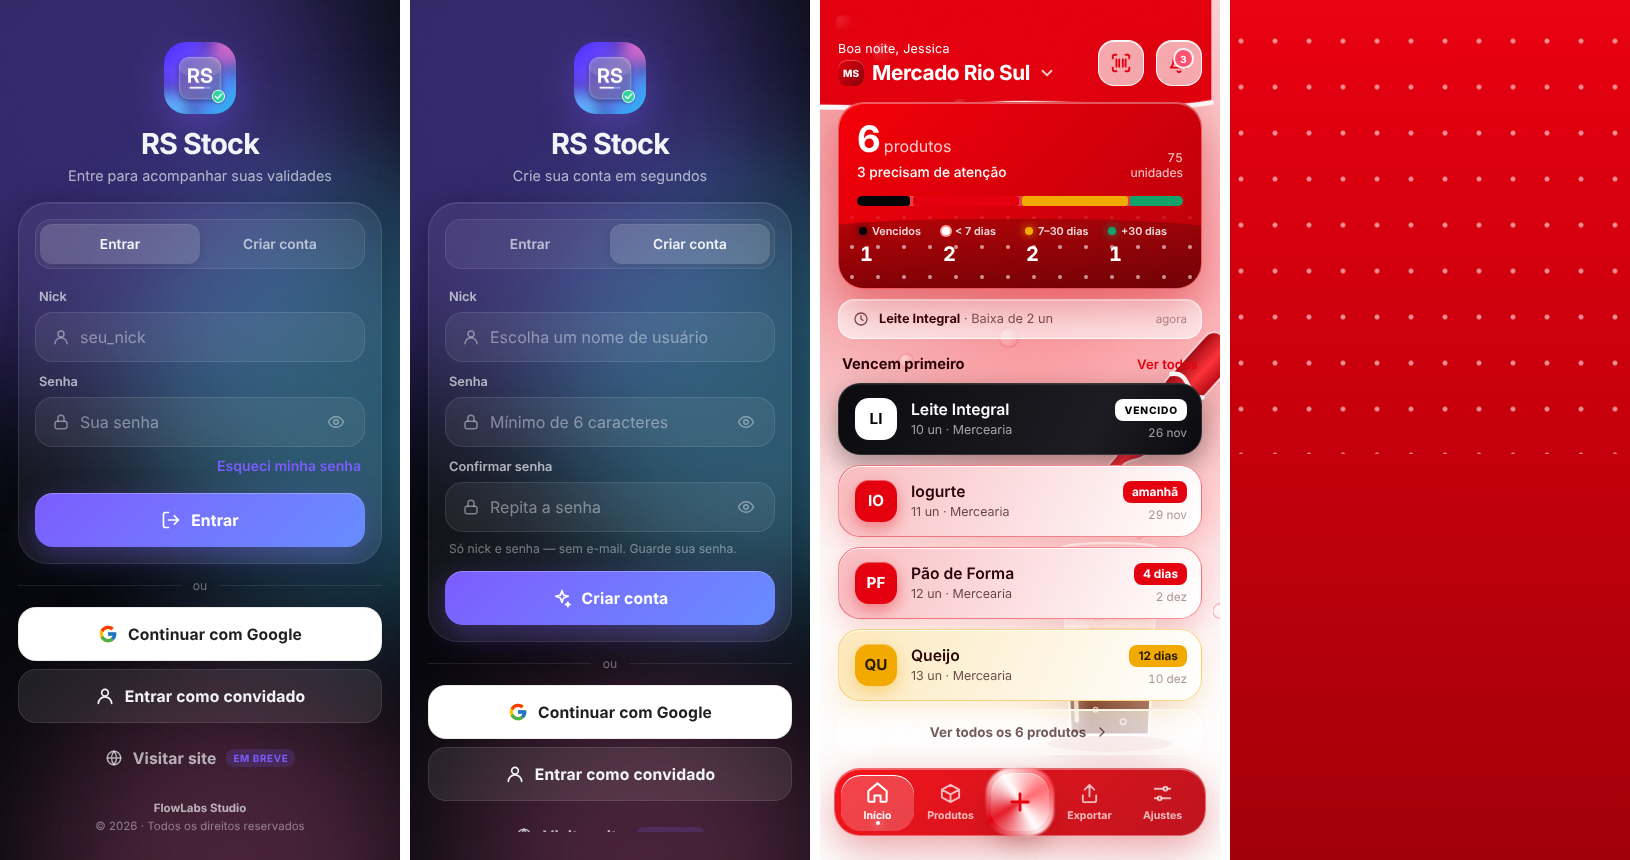 RS
RS Stock
Entre para acompanhar suas validades
Entrar
Criar conta
Nick
seu_nick
Senha
Sua senha
Esqueci minha senha
Entrar
ou
Continuar com Google
Entrar como convidado
Visitar site
EM BREVE
FlowLabs Studio
© 2026 · Todos os direitos reservados
RS
RS Stock
Crie sua conta em segundos
Entrar
Criar conta
Nick
Escolha um nome de usuário
Senha
Mínimo de 6 caracteres
Confirmar senha
Repita a senha
Só nick e senha — sem e-mail. Guarde sua senha.
Criar conta
ou
Continuar com Google
Entrar como convidado
Boa noite, Jessica
MS Mercado Rio Sul
3
6 produtos
3 precisam de atenção
75
unidades
Vencidos
1
< 7 dias
2
7–30 dias
2
+30 dias
1
Leite Integral · Baixa de 2 un
agora
Vencem primeiro
Ver todos
LI
Leite Integral
10 un · Mercearia
VENCIDO
26 nov
IO
Iogurte
11 un · Mercearia
amanhã
29 nov
PF
Pão de Forma
12 un · Mercearia
4 dias
2 dez
QU
Queijo
13 un · Mercearia
12 dias
10 dez
Ver todos os 6 produtos
Início
Produtos
Exportar
Ajustes